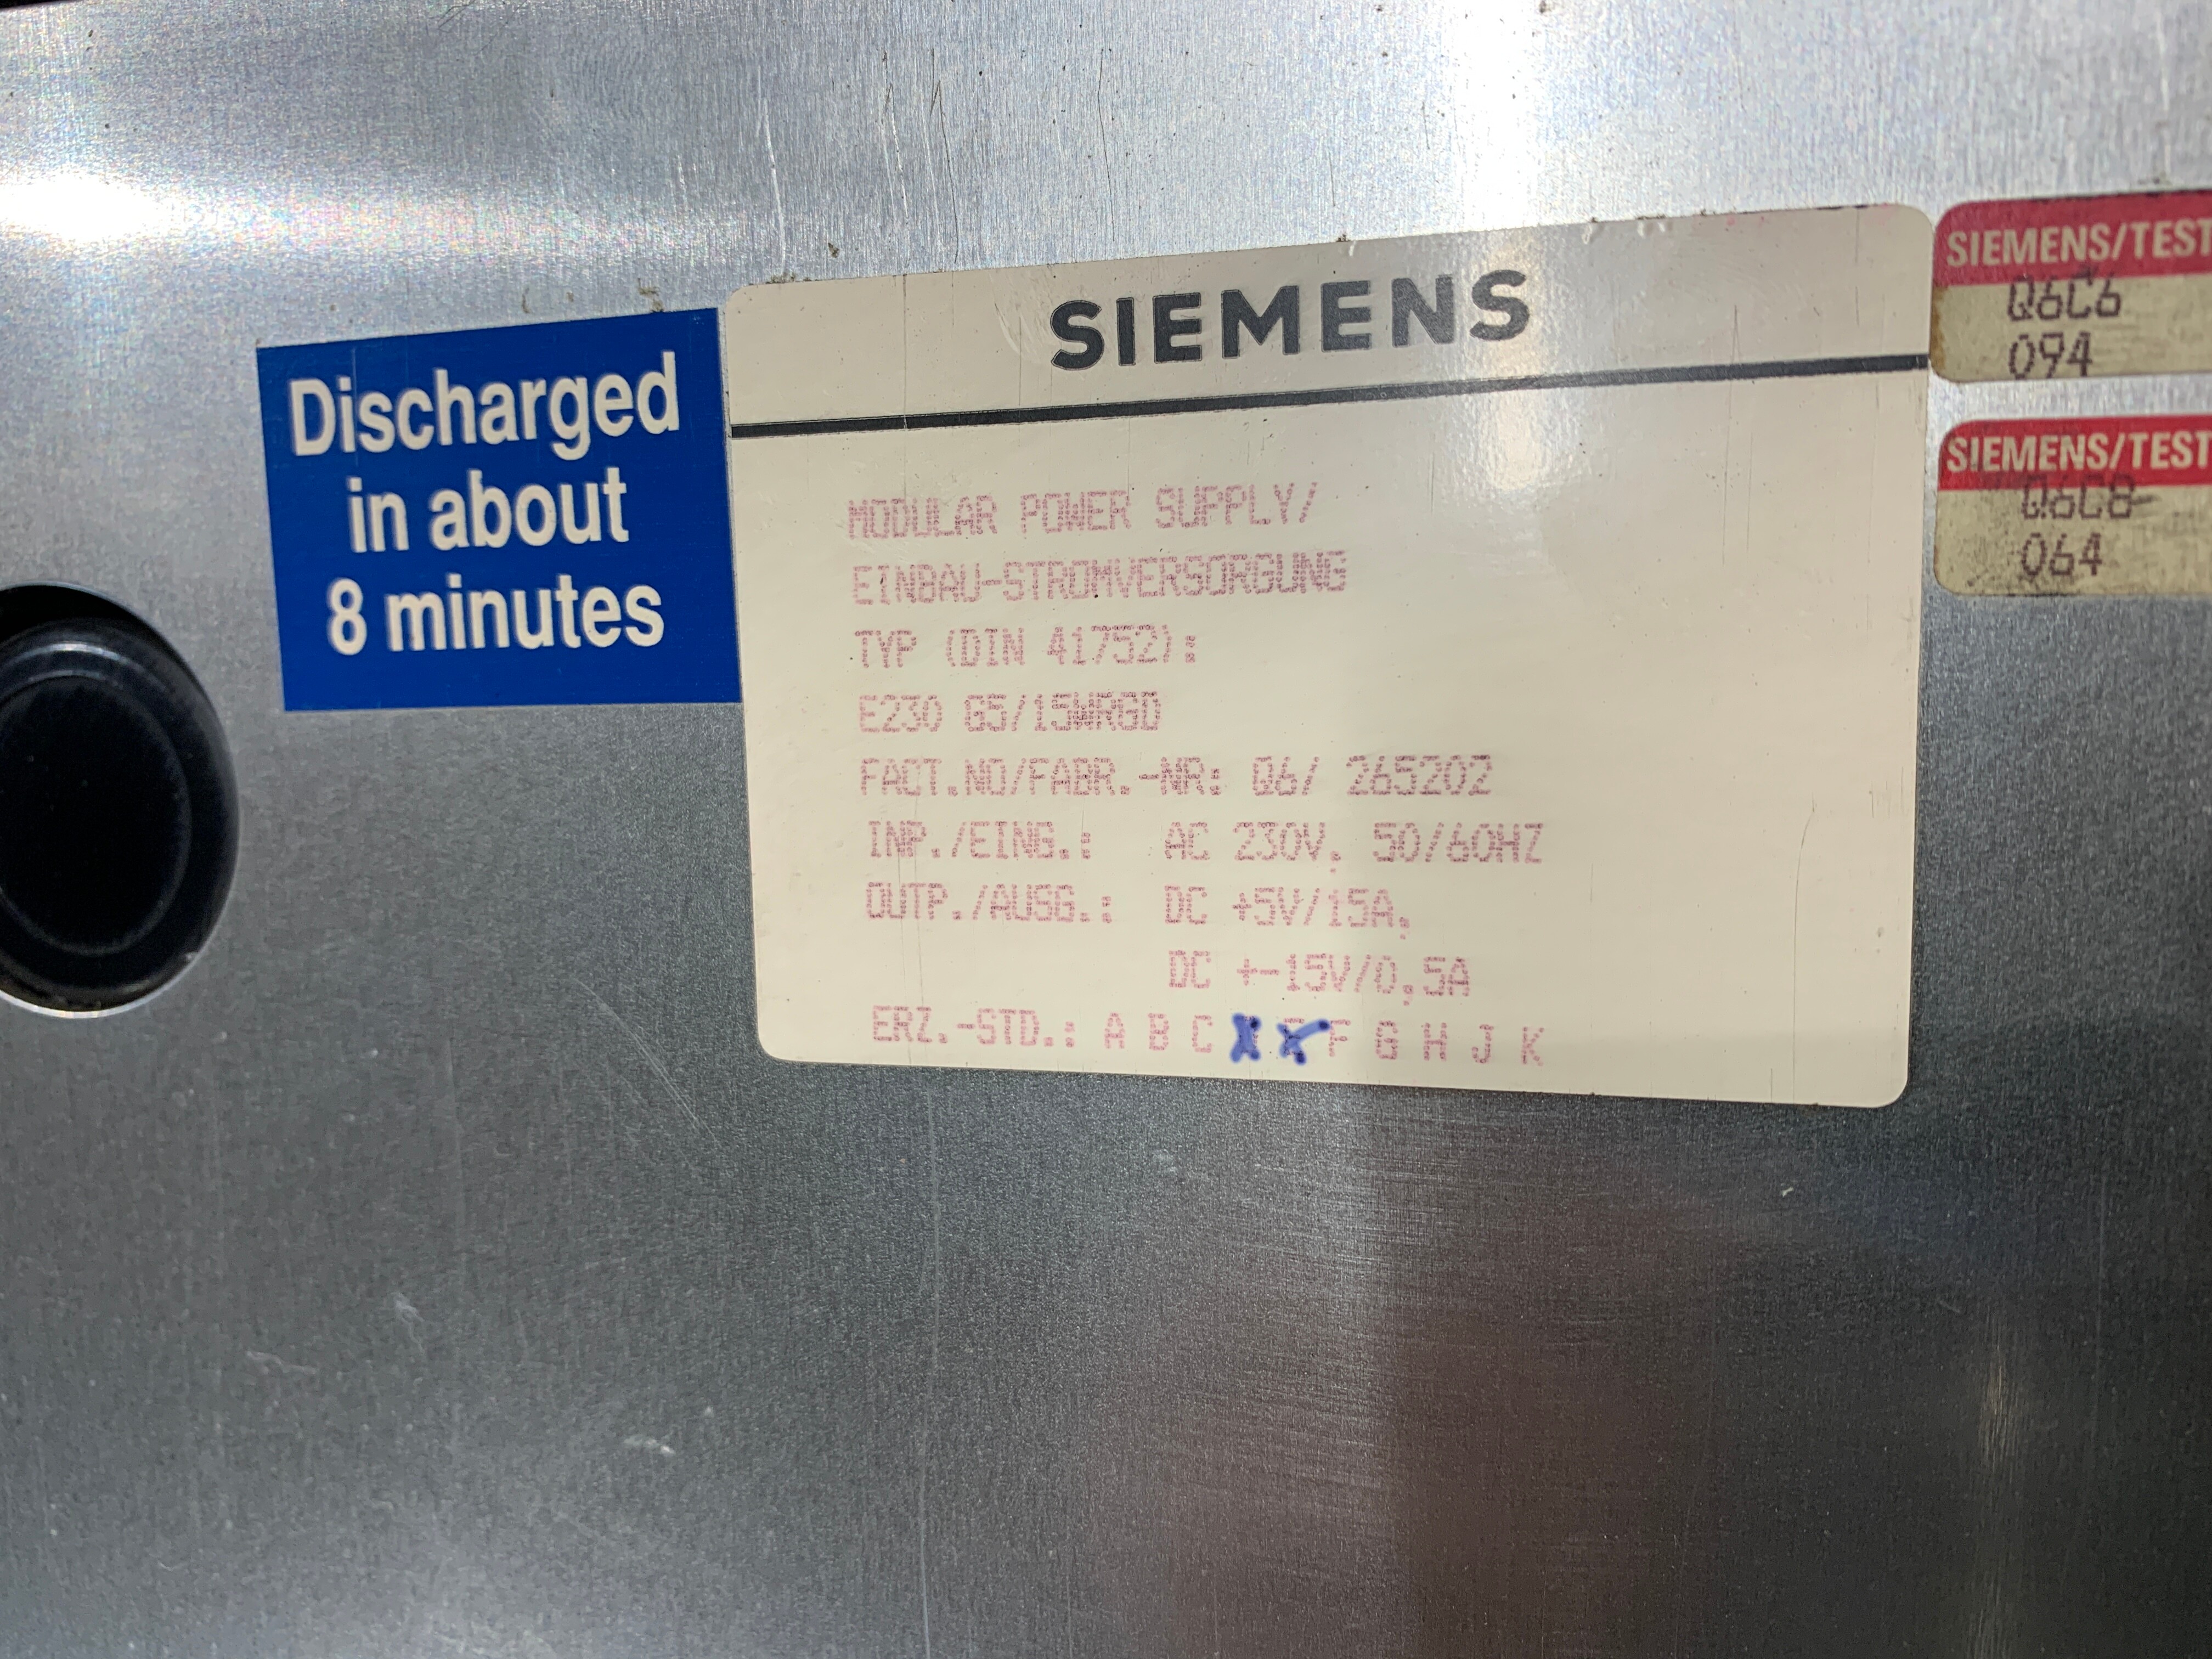 Discharged
in about
8 minutes
SIEMENS
MODULAR POWER SUPPLY/
EINBAU-STROMVERSORGUNG
TYP (DIN 41752):
E230 G5/15WRGD
FACT.NO/FABR.-NR: Q6/ 265202
INP./EING.: AC 230V, 50/60HZ
OUTP./AUSG.: DC +5V/15A,
DC +-15V/0,5A
ERZ.-STD.: A B C X X F G H J K
SIEMENS/TEST
Q6C6
094
SIEMENS/TEST
Q6C8
064